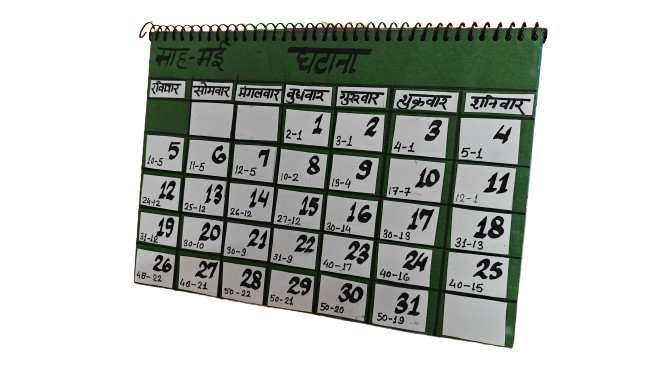 माह-मई घटाना
रविवार सोमवार मंगलवार बुधवार गुरुवार शुक्रवार शनिवार
1 2 3 4
2-1 3-1 4-1 5-1
5 6 7 8 9 10 11
10-5 11-5 12-5 10-2 13-4 17-7 12-1
12 13 14 15 16 17 18
24-12 25-12 26-12 27-12 30-14 30-13 31-13
19 20 21 22 23 24 25
31-12 30-10 30-9 31-9 40-17 40-16 40-15
26 27 28 29 30 31
48-22 48-21 50-22 50-21 50-20 50-19